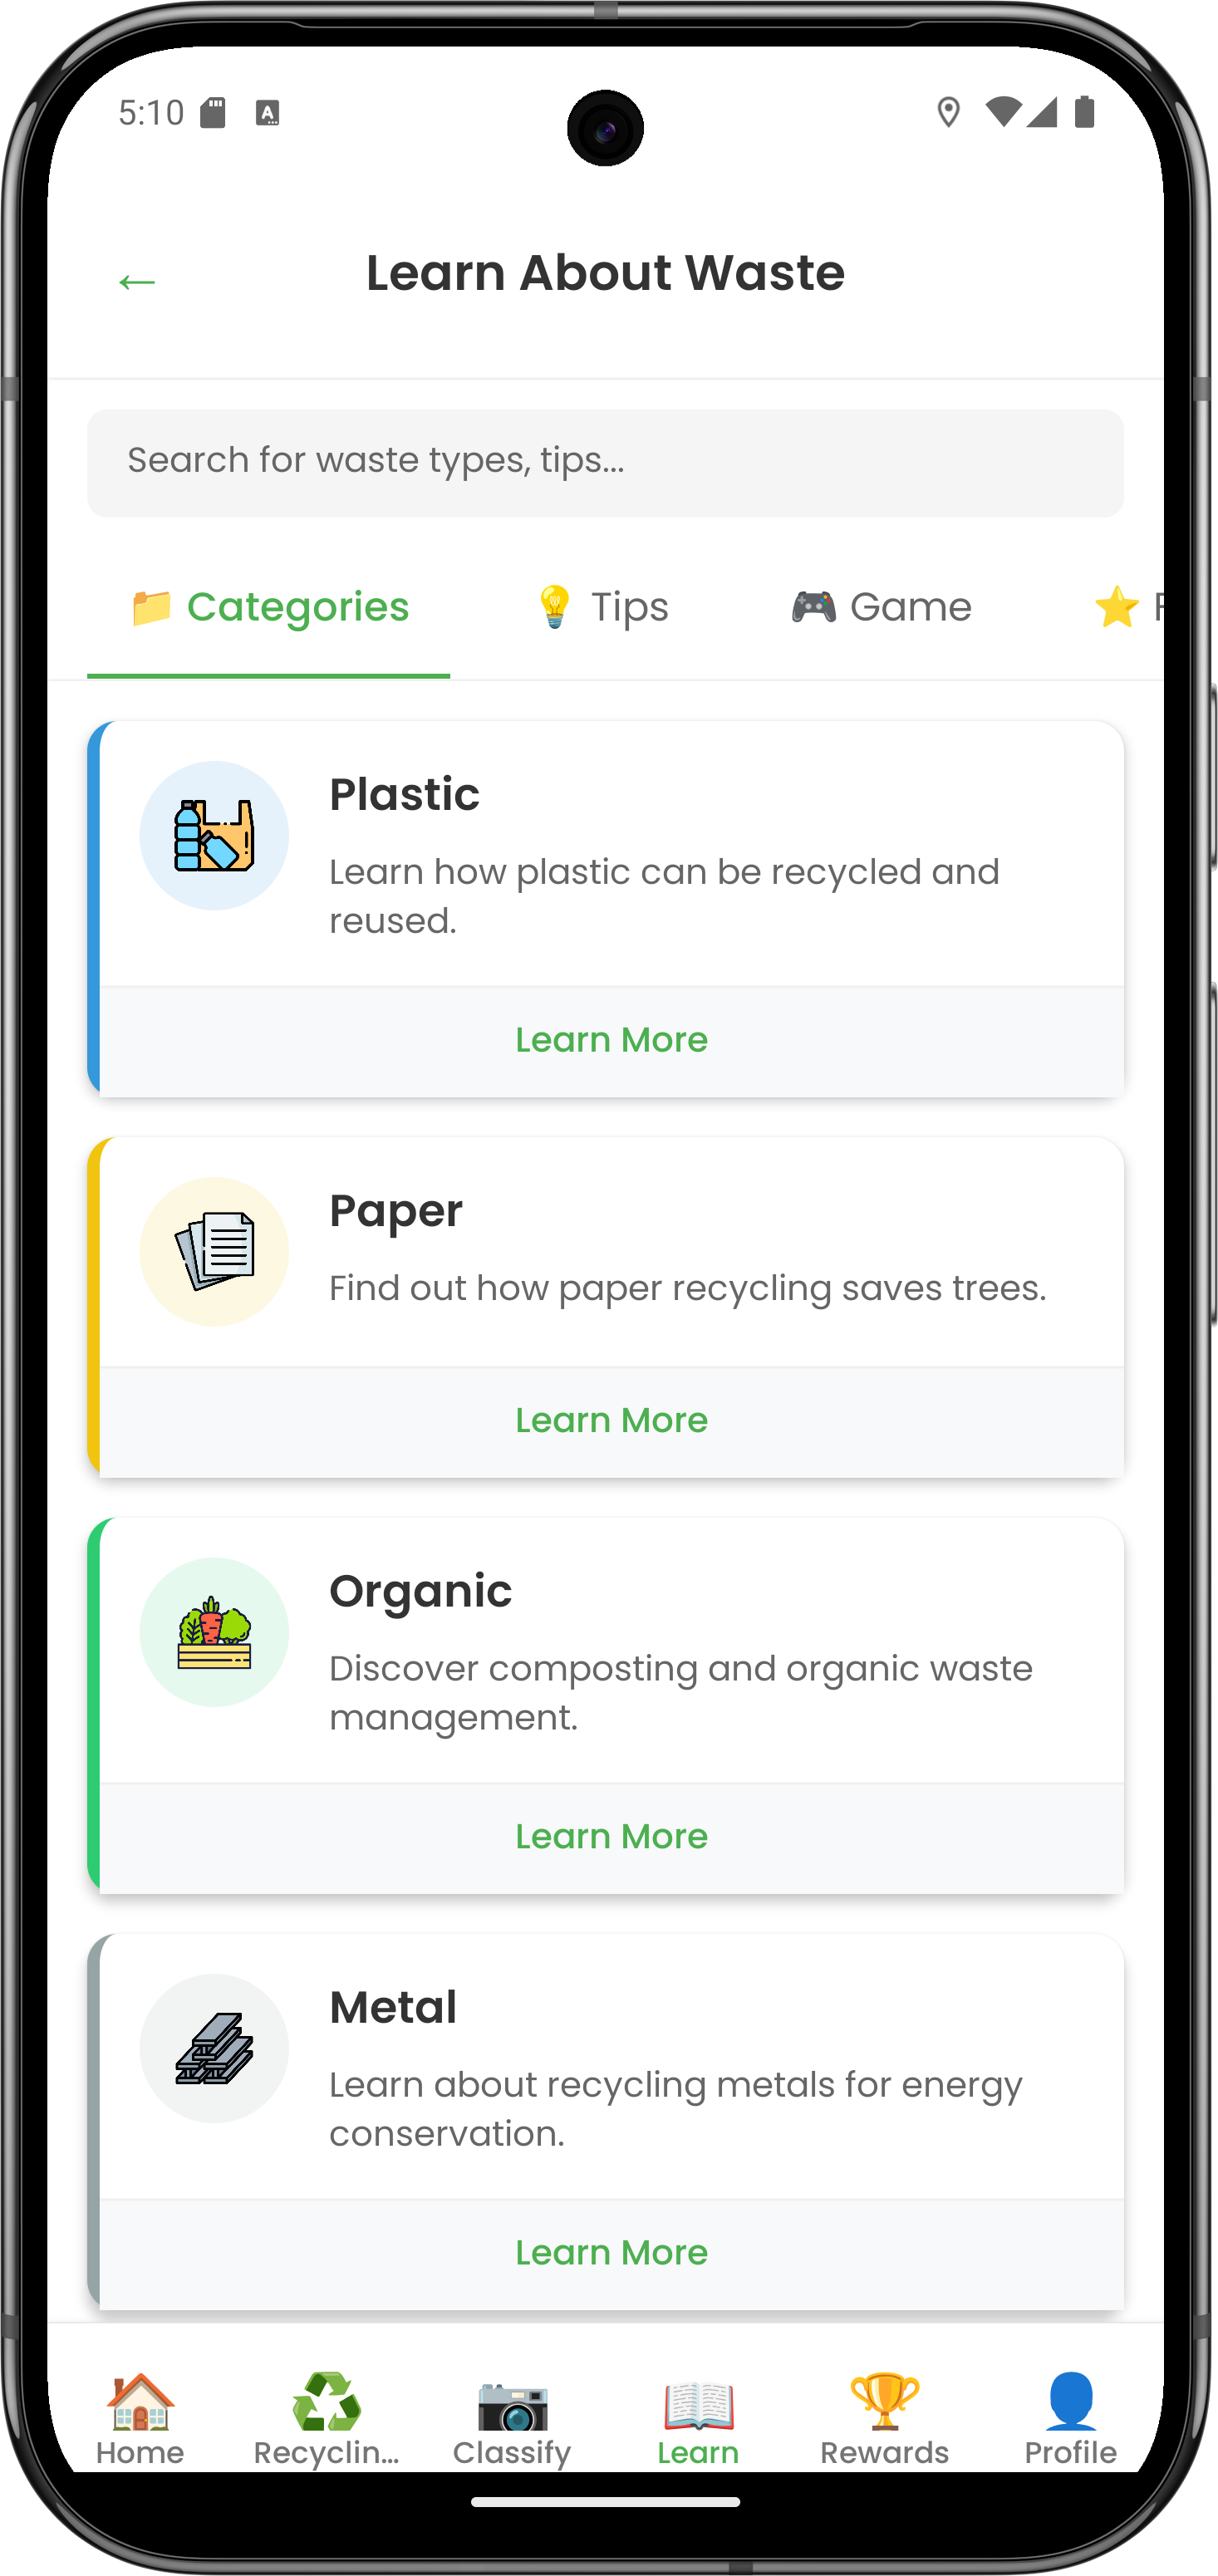 5:10
Learn About Waste
Search for waste types, tips...
Categories
Tips
Game
Plastic
Learn how plastic can be recycled and
reused.
Learn More
Paper
Find out how paper recycling saves trees.
Learn More
Organic
Discover composting and organic waste
management.
Learn More
Metal
Learn about recycling metals for energy
conservation.
Learn More
Home
Recyclin...
Classify
Learn
Rewards
Profile